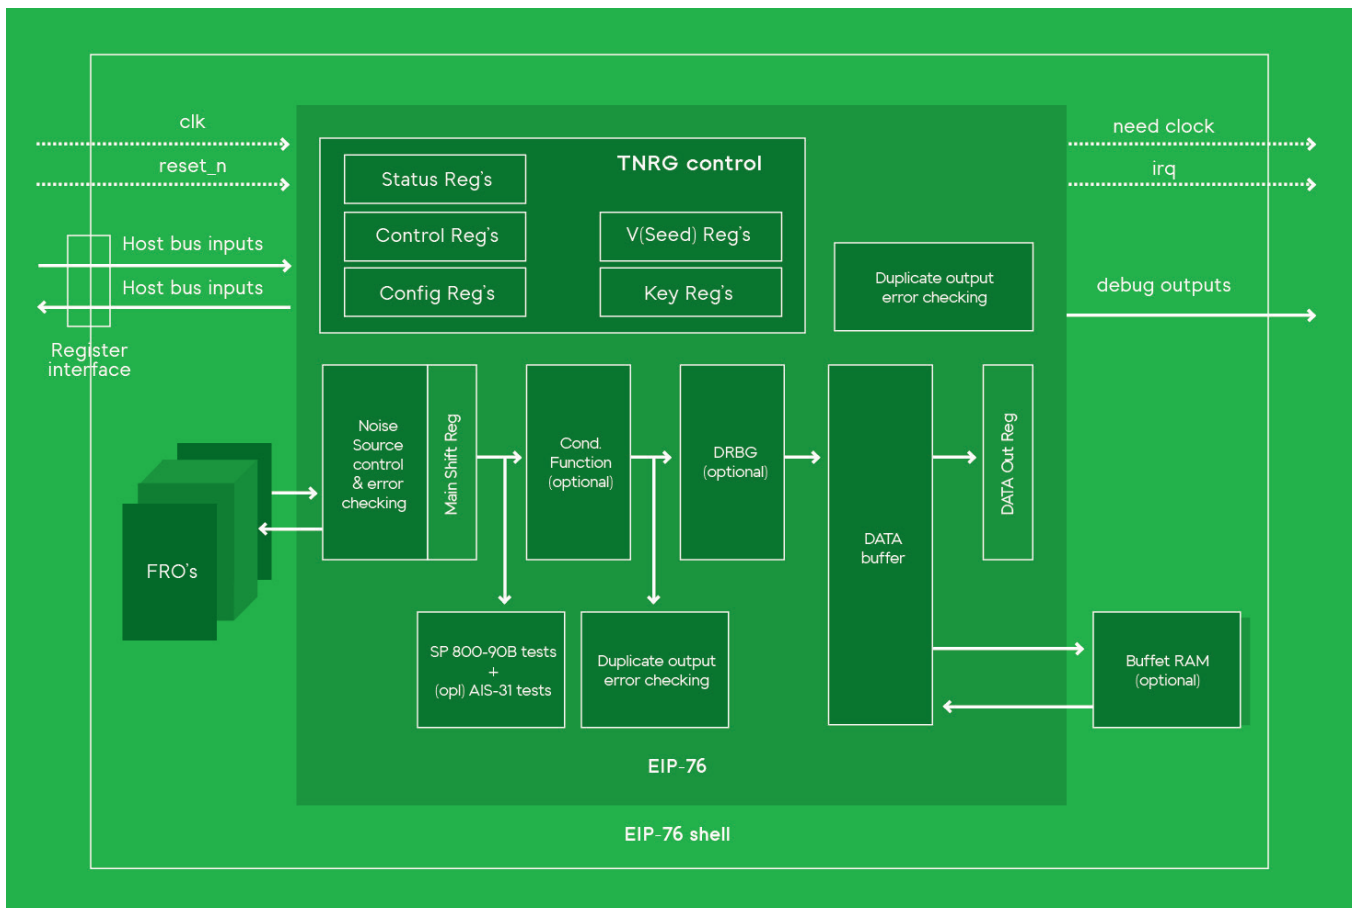 clk
reset_n
Host bus inputs
Host bus inputs
Register
interface
TNRG control
Status Reg's
Control Reg's
Config Reg's
V(Seed) Reg's
Key Reg's
Duplicate output
error checking
need clock
irq
debug outputs
FRO's
Noise
Source
control
& error
checking
Main Shift Reg
Cond.
Function
(optional)
DRBG
(optional)
DATA
buffer
DATA Out Reg
SP 800-90B tests
+
(opl) AIS-31 tests
Duplicate output
error checking
Buffet RAM
(optional)
EIP-76
EIP-76 shell